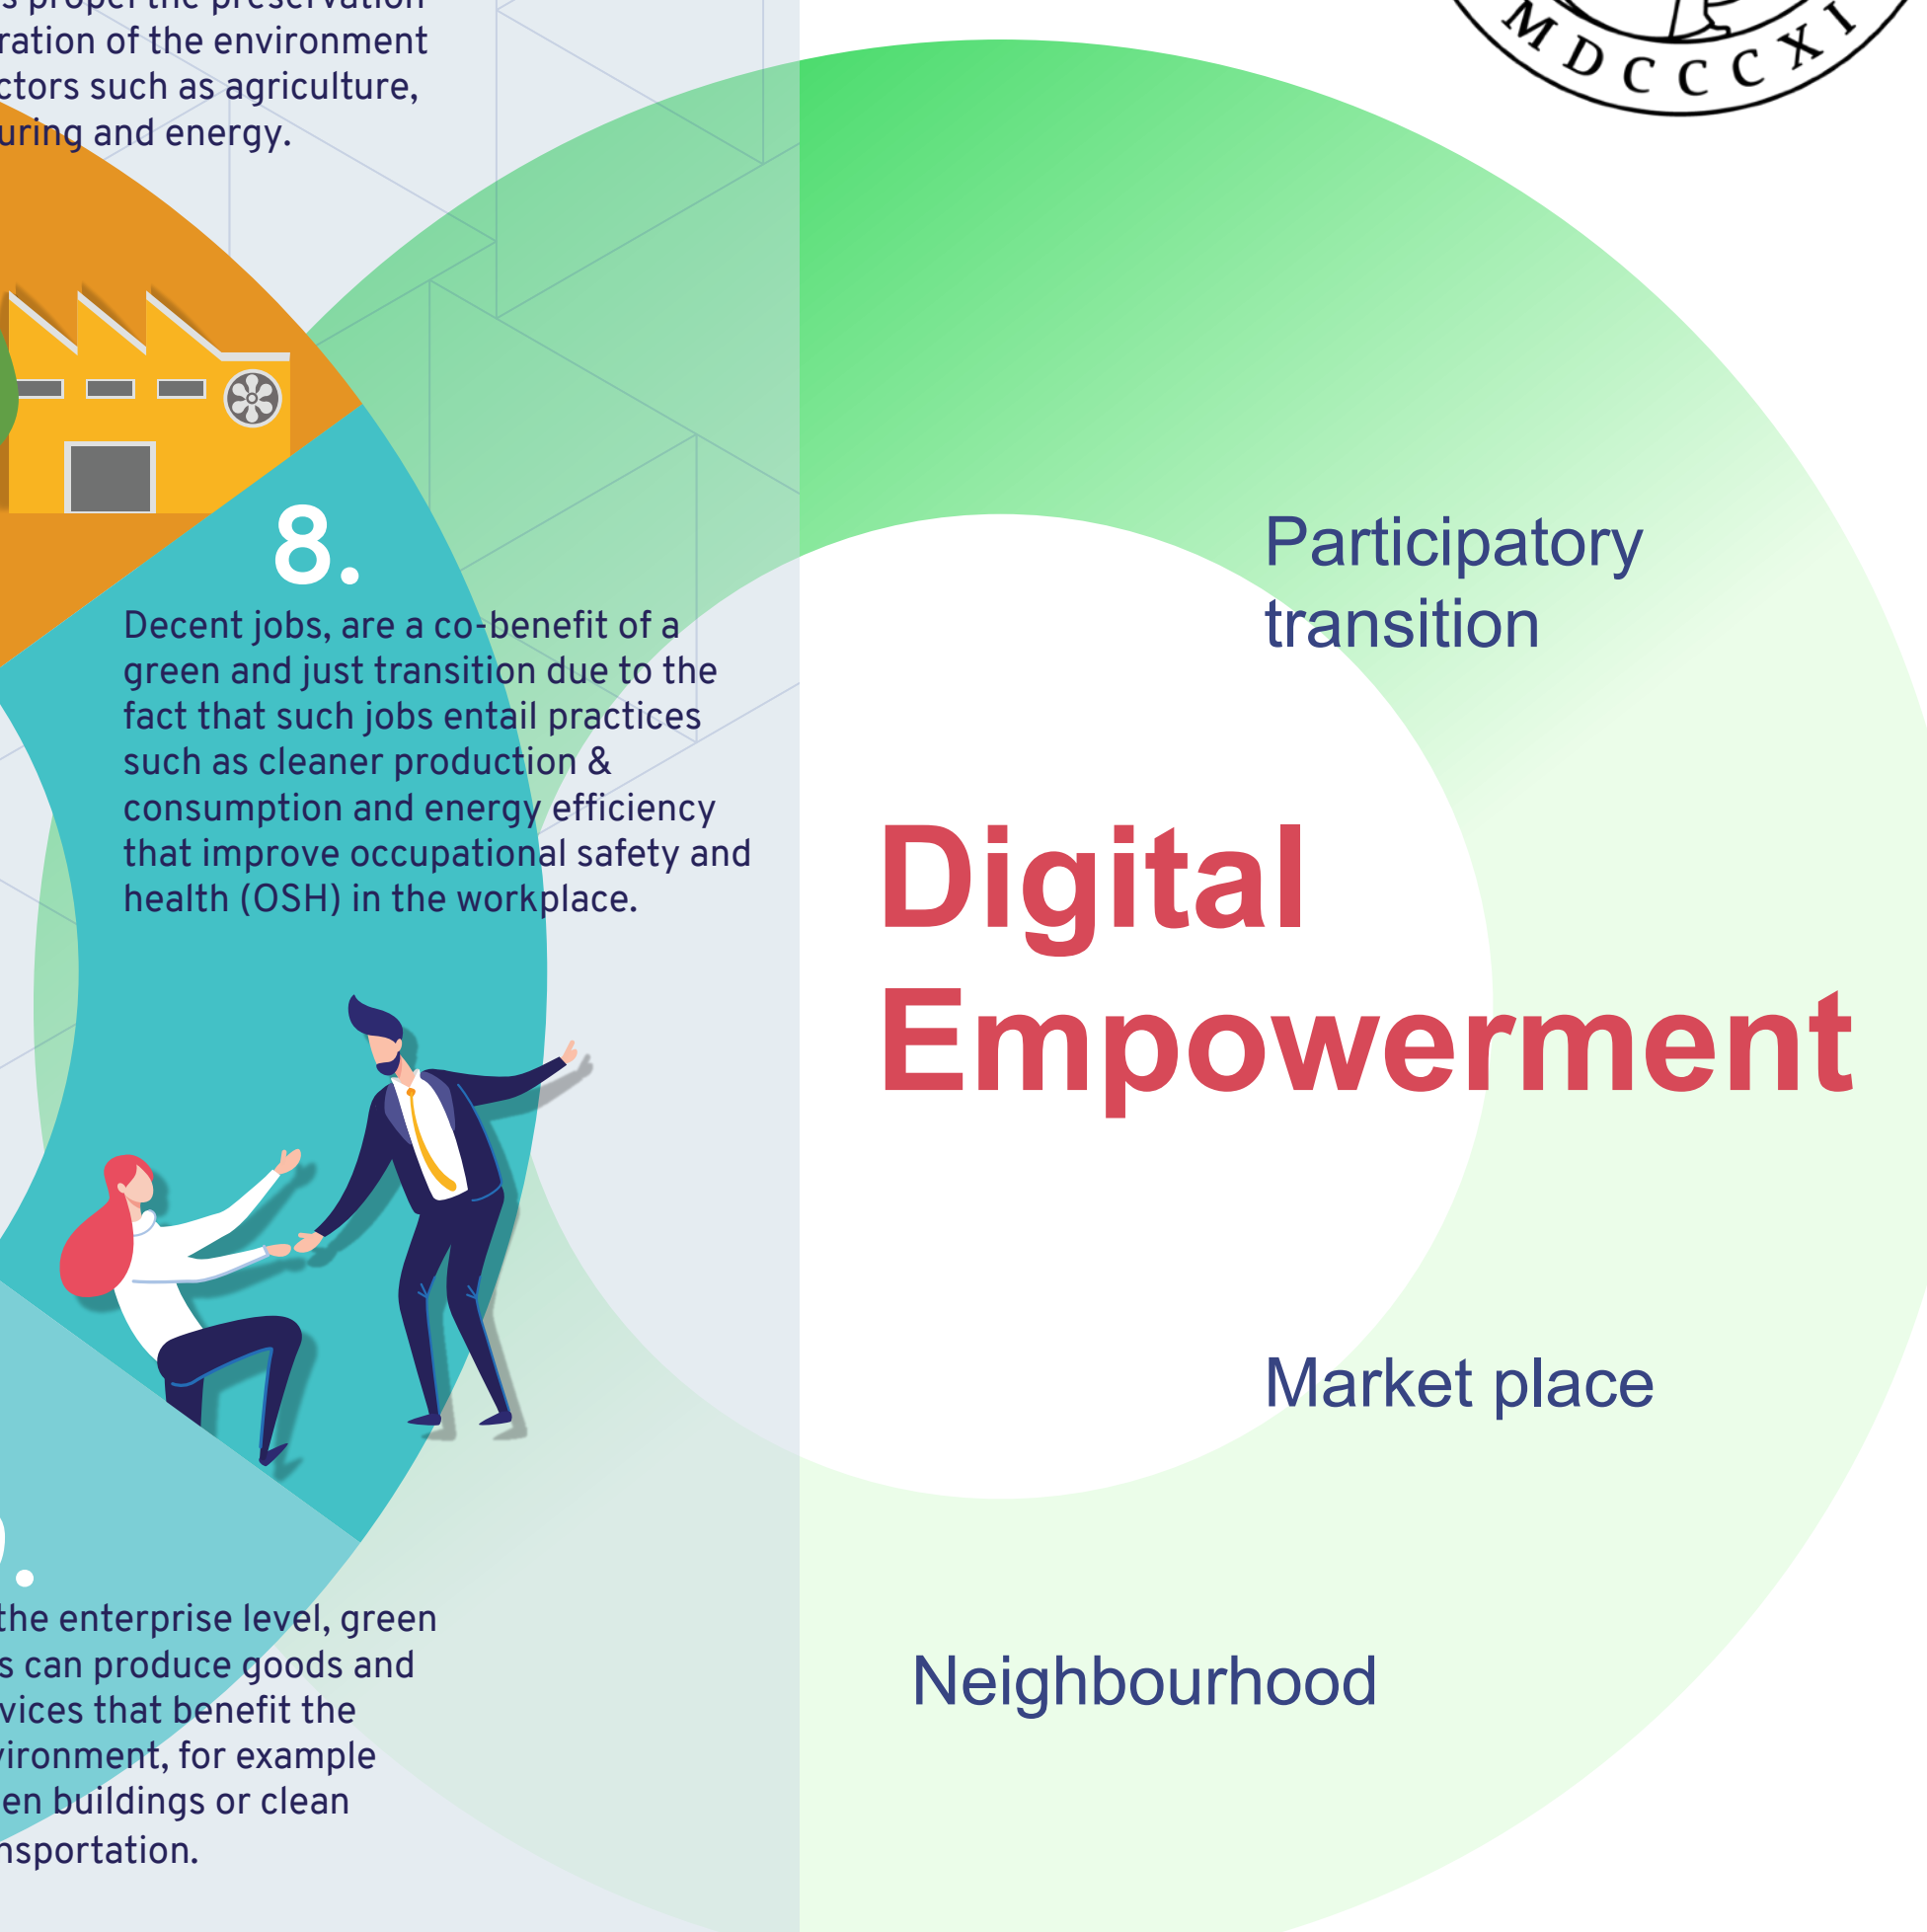 the preservation
ration of the environment
ctors such as agriculture,
uring and energy.
MDCCCXI
8.
Decent jobs, are a co-benefit of a
green and just transition due to the
fact that such jobs entail practices
such as cleaner production &
consumption and energy efficiency
that improve occupational safety and
health (OSH) in the workplace.
Participatory
transition
Digital
Empowerment
Market place
Neighbourhood
the enterprise level, green
s can produce goods and
vices that benefit the
vironment, for example
en buildings or clean
nsportation.